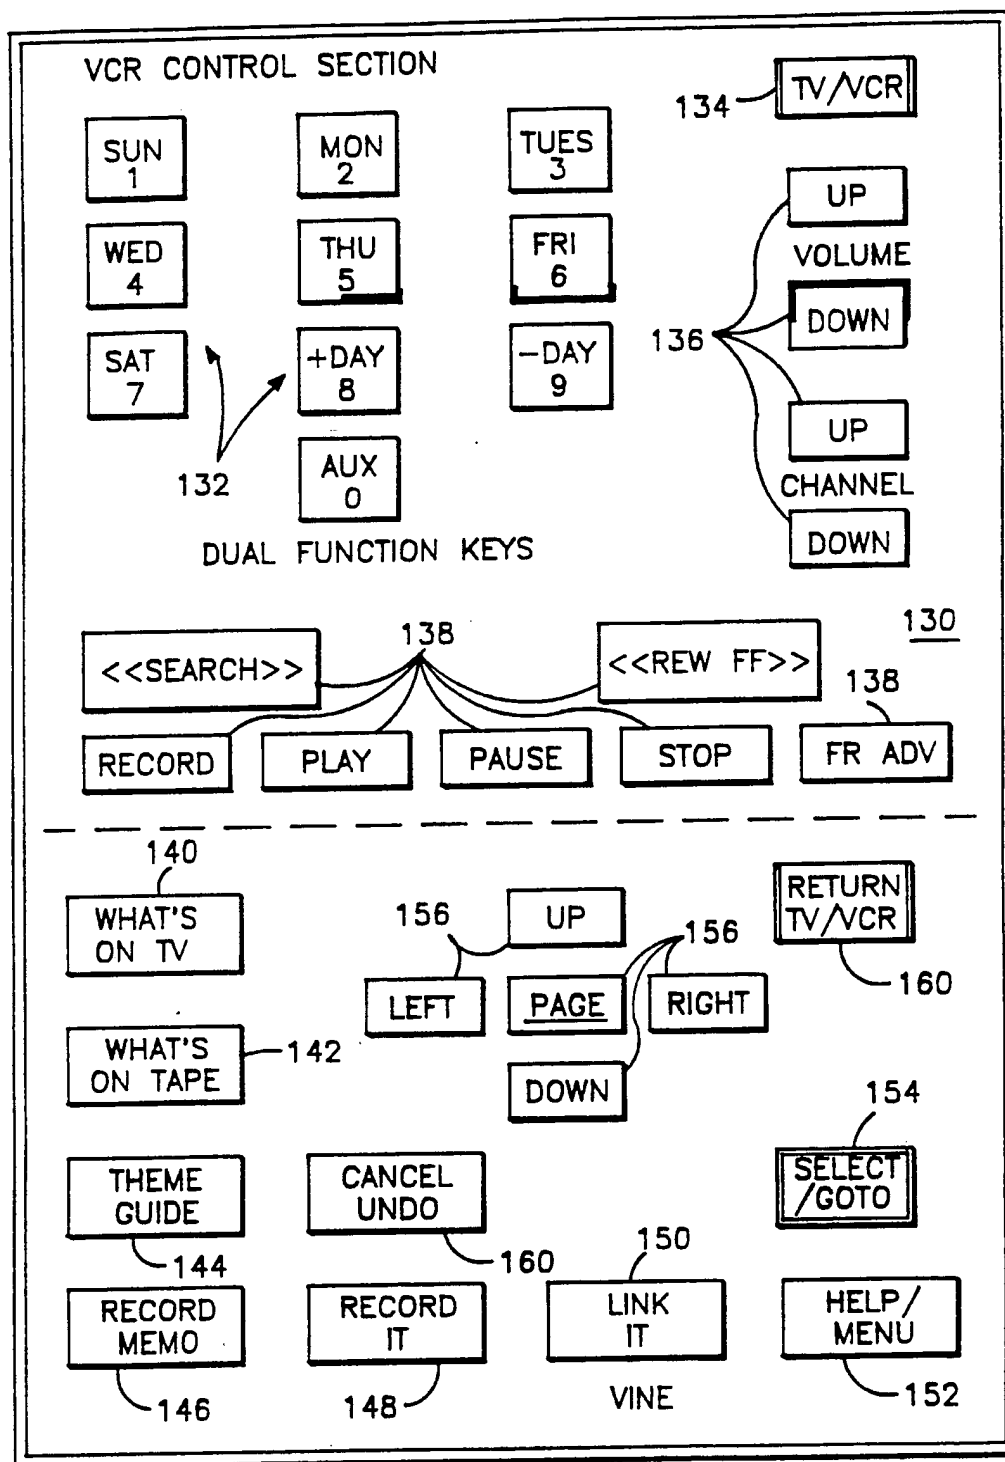 VCR CONTROL SECTION
134
TV/VCR
SUN
1
MON
2
TUES
3
UP
VOLUME
DOWN
WED
4
THU
5
FRI
6
136
SAT
7
+DAY
8
-DAY
9
UP
CHANNEL
DOWN
132
AUX
0
DUAL FUNCTION KEYS
130
<<SEARCH>>
138
<<REW FF>>
138
RECORD
PLAY
PAUSE
STOP
FR ADV
140
WHAT'S
ON TV
156
UP
156
RETURN
TV/VCR
160
LEFT
PAGE
RIGHT
WHAT'S
ON TAPE
142
DOWN
154
THEME
GUIDE
144
CANCEL
UNDO
160
SELECT
/GOTO
150
RECORD
MEMO
146
RECORD
IT
148
LINK
IT
VINE
HELP/
MENU
152